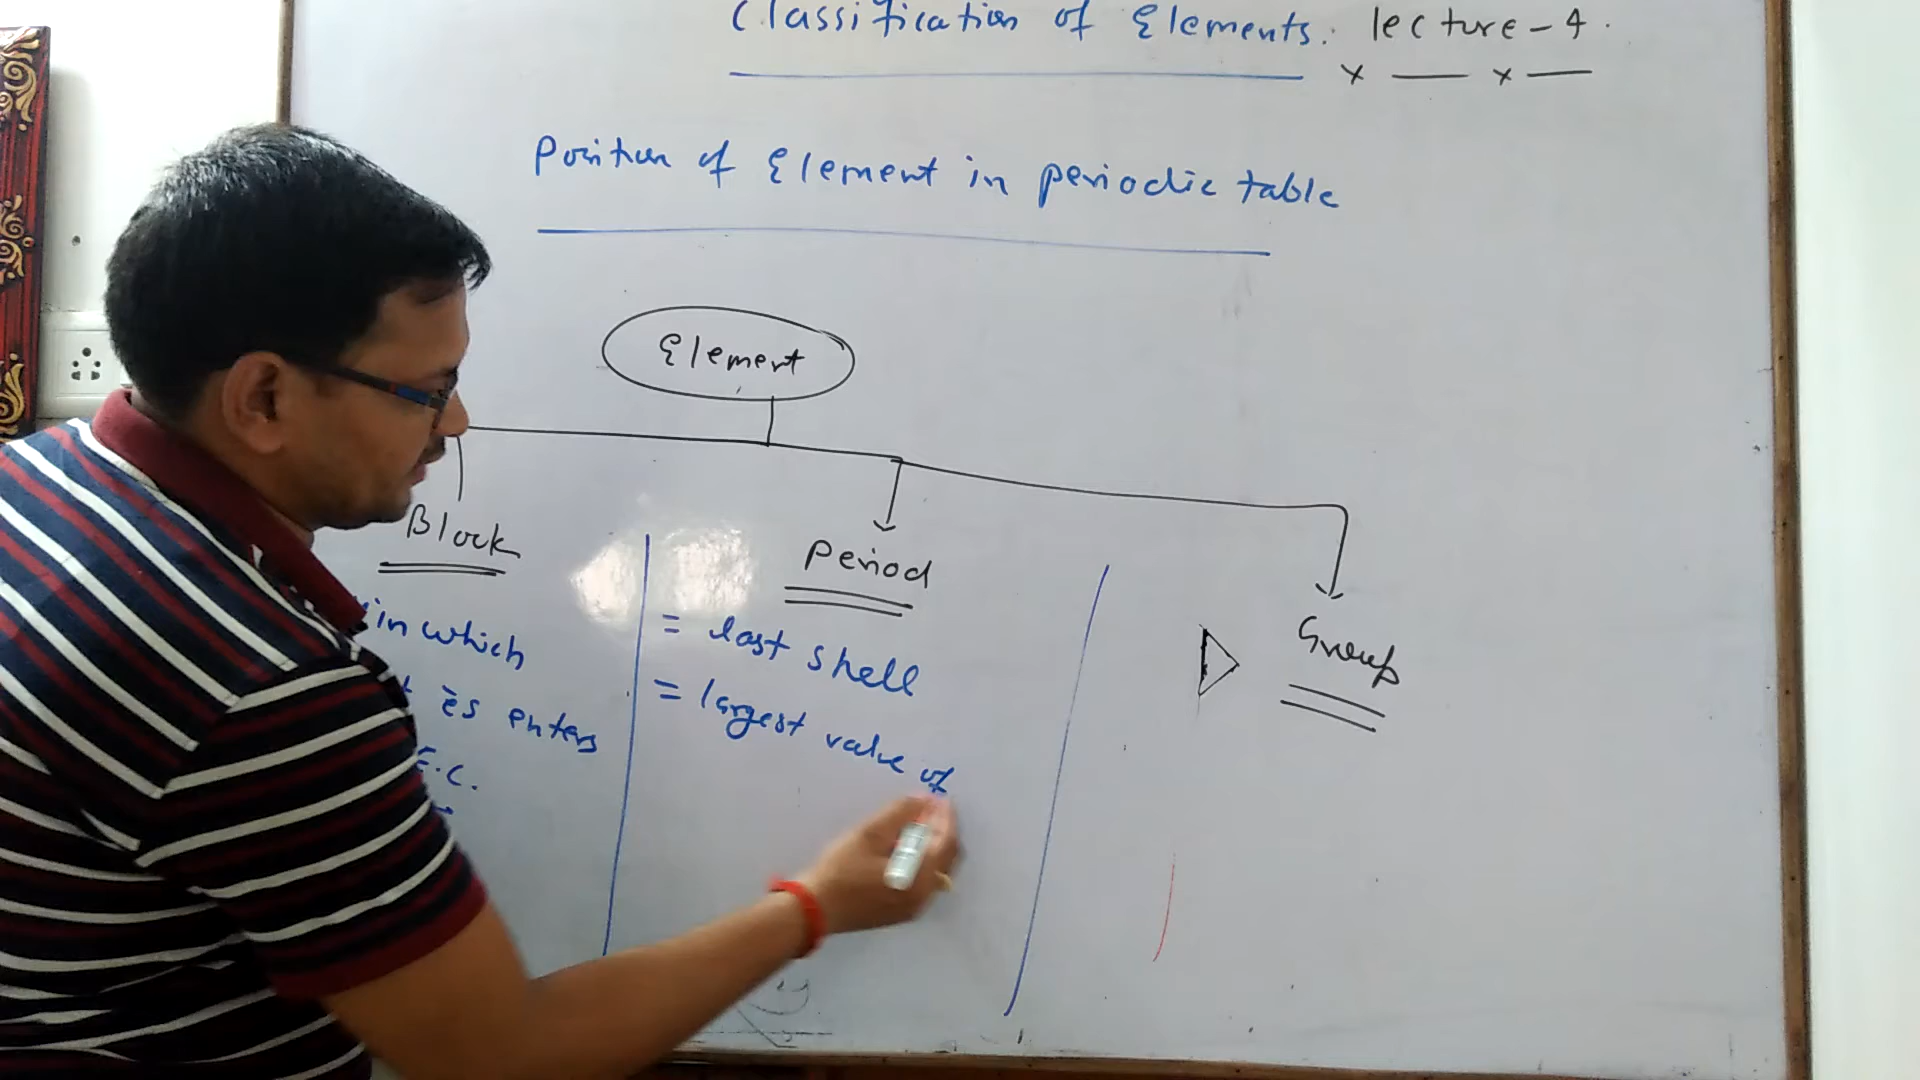 Classification of Elements. lecture-4.
Position of Element in periodic table
Element
Block
in which
ès enters
E.C.
Period
= last shell
= largest value of
Group